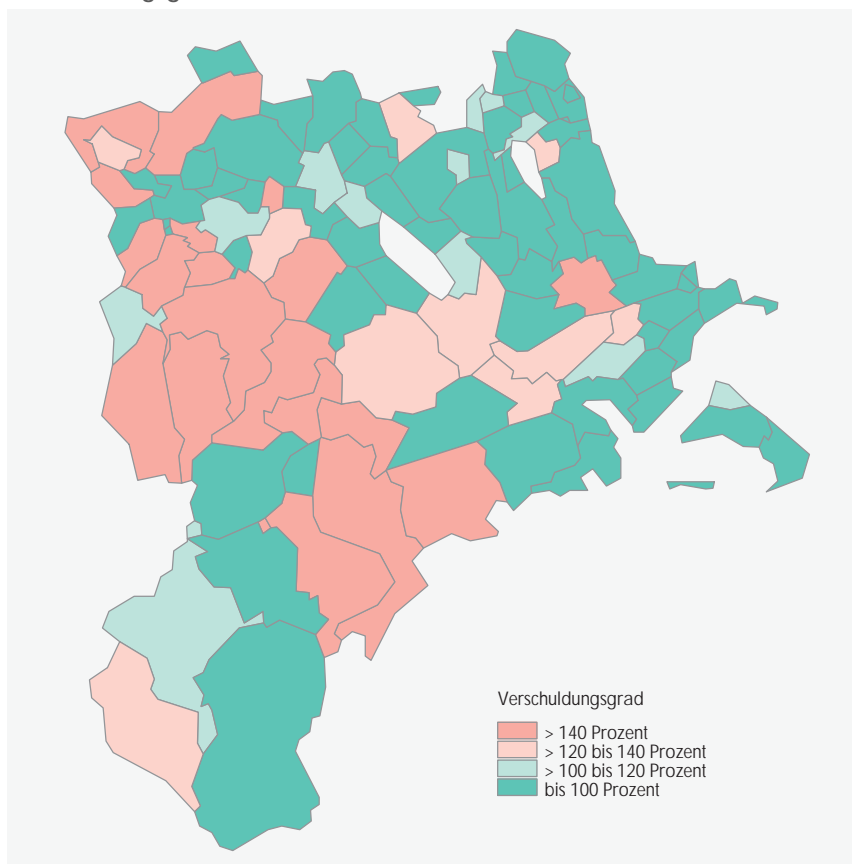 Verschuldungsgrad
> 140 Prozent
> 120 bis 140 Prozent
> 100 bis 120 Prozent
bis 100 Prozent